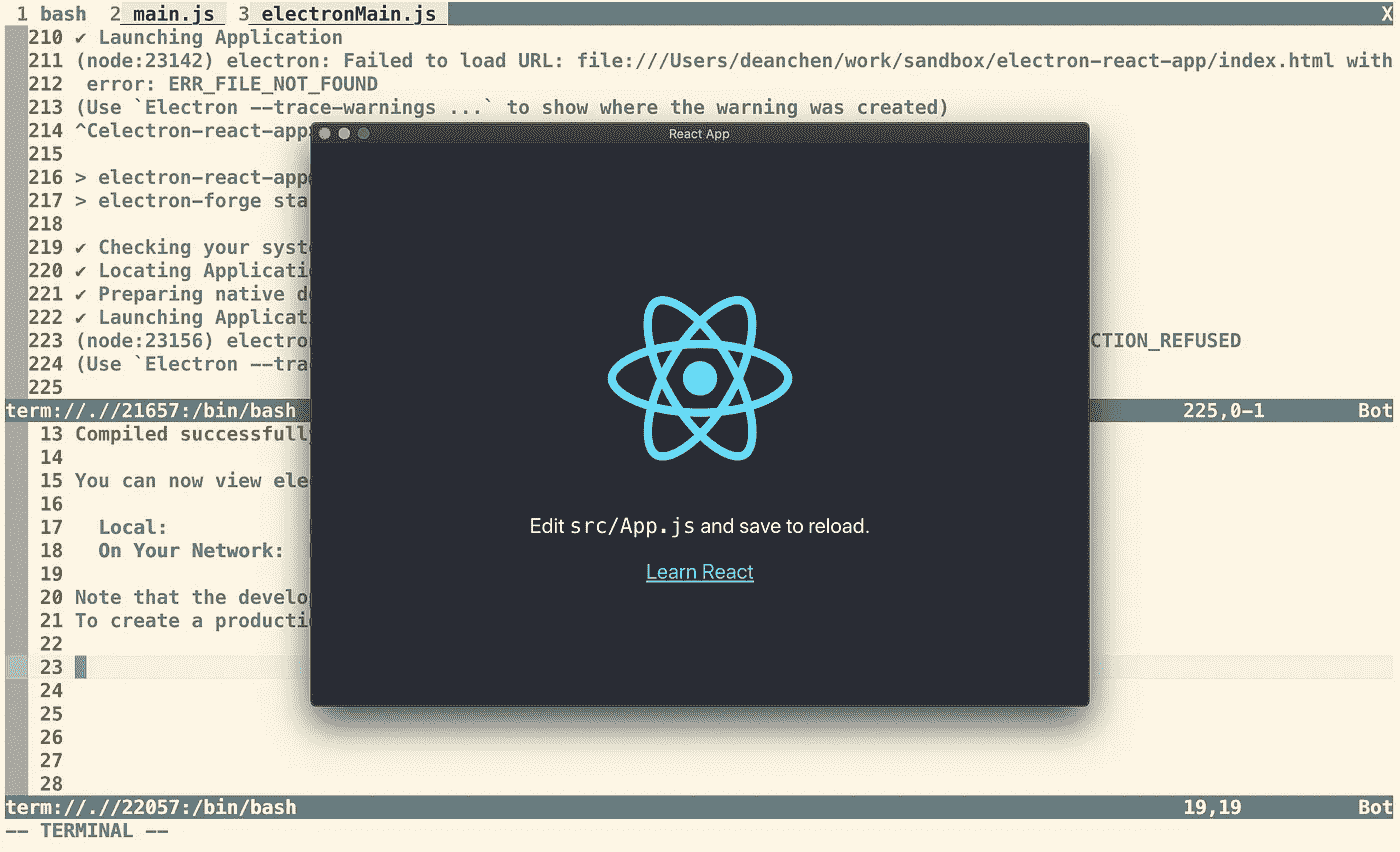 1 bash 2 main.js 3 electronMain.js X
210 ✔ Launching Application
211 (node:23142) electron: Failed to load URL: file:///Users/deanchen/work/sandbox/electron-react-app/index.html with
212 error: ERR_FILE_NOT_FOUND
213 (Use `Electron --trace-warnings ...` to show where the warning was created)
214 ^Celectron-react-app
React App
215
216 > electron-react-app
217 > electron-forge sta
218
219 ✔ Checking your syst
220 ✔ Locating Applicati
221 ✔ Preparing native d
222 ✔ Launching Applicat
223 (node:23156) electro CTION_REFUSED
224 (Use `Electron --tra
225
term://.//21657:/bin/bash 225,0-1 Bot
13 Compiled successfull
14
15 You can now view ele
16
17 Local:
18 On Your Network:
19
20 Note that the develo
21 To create a producti
22
23
24
25
26
27
28
Edit src/App.js and save to reload.
Learn React
term://.//22057:/bin/bash 19,19 Bot
-- TERMINAL --